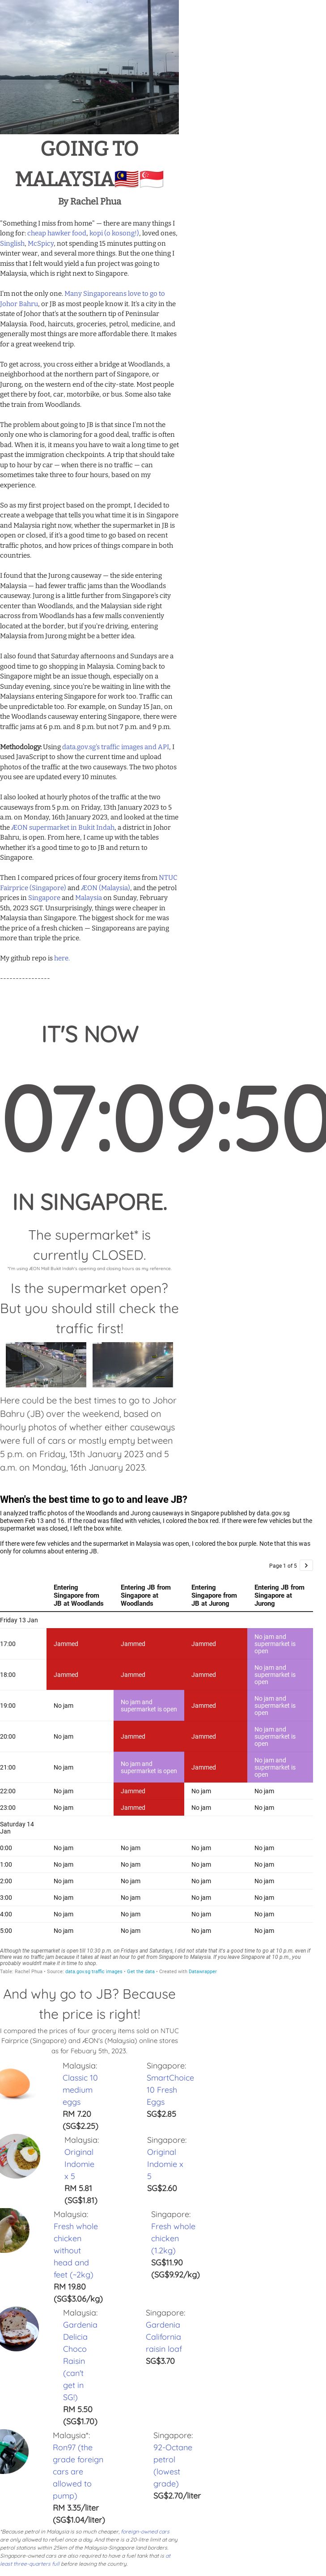 GOING TO
MALAYSIA🇲🇾🇸🇬
By Rachel Phua
"Something I miss from home" — there are many things I
long for: cheap hawker food, kopi (o kosong!), loved ones,
Singlish, McSpicy, not spending 15 minutes putting on
winter wear, and several more things. But the one thing I
miss that I felt would yield a fun project was going to
Malaysia, which is right next to Singapore.
I'm not the only one. Many Singaporeans love to go to
Johor Bahru, or JB as most people know it. It's a city in the
state of Johor that's at the southern tip of Peninsular
Malaysia. Food, haircuts, groceries, petrol, medicine, and
generally most things are more affordable there. It makes
for a great weekend trip.
To get across, you cross either a bridge at Woodlands, a
neighborhood at the northern part of Singapore, or
Jurong, on the western end of the city-state. Most people
get there by foot, car, motorbike, or bus. Some also take
the train from Woodlands.
The problem about going to JB is that since I'm not the
only one who is clamoring for a good deal, traffic is often
bad. When it is, it means you have to wait a long time to get
past the immigration checkpoints. A trip that should take
up to hour by car — when there is no traffic — can
sometimes take three to four hours, based on my
experience.
So as my first project based on the prompt, I decided to
create a webpage that tells you what time it is in Singapore
and Malaysia right now, whether the supermarket in JB is
open or closed, if it's a good time to go based on recent
traffic photos, and how prices of things compare in both
countries.
I found that the Jurong causeway — the side entering
Malaysia — had fewer traffic jams than the Woodlands
causeway. Jurong is a little further from Singapore's city
center than Woodlands, and the Malaysian side right
across from Woodlands has a few malls conveniently
located at the border, but if you're driving, entering
Malaysia from Jurong might be a better idea.
I also found that Saturday afternoons and Sundays are a
good time to go shopping in Malaysia. Coming back to
Singapore might be an issue though, especially on a
Sunday evening, since you're be waiting in line with the
Malaysians entering Singapore for work too. Traffic can
be unpredictable too. For example, on Sunday 15 Jan, on
the Woodlands causeway entering Singapore, there were
traffic jams at 6 p.m. and 8 p.m. but not 7 p.m. and 9 p.m.
Methodology: Using data.gov.sg's traffic images and API, I
used JavaScript to show the current time and upload
photos of the traffic at the two causeways. The two photos
you see are updated every 10 minutes.
I also looked at hourly photos of the traffic at the two
causeways from 5 p.m. on Friday, 13th January 2023 to 5
a.m. on Monday, 16th January 2023, and looked at the time
the ÆON supermarket in Bukit Indah, a district in Johor
Bahru, is open. From here, I came up with the tables
whether it's a good time to go to JB and return to
Singapore.
Then I compared prices of four grocery items from NTUC
Fairprice (Singapore) and ÆON (Malaysia), and the petrol
prices in Singapore and Malaysia on Sunday, February
5th, 2023 SGT. Unsurprisingly, things were cheaper in
Malaysia than Singapore. The biggest shock for me was
the price of a fresh chicken — Singaporeans are paying
more than triple the price.
My github repo is here.
----------------
IT'S NOW
07:09:50
IN SINGAPORE.
The supermarket* is
currently CLOSED.
*I'm using ÆON Mall Bukit Indah's opening and closing hours as my reference.
Is the supermarket open?
But you should still check the
traffic first!
Here could be the best times to go to Johor
Bahru (JB) over the weekend, based on
hourly photos of whether either causeways
were full of cars or mostly empty between
5 p.m. on Friday, 13th January 2023 and 5
a.m. on Monday, 16th January 2023.
When's the best time to go to and leave JB?
I analyzed traffic photos of the Woodlands and Jurong causeways in Singapore published by data.gov.sg
between Feb 13 and 16. If the road was filled with vehicles, I colored the box red. If there were few vehicles but the
supermarket was closed, I left the box white.
If there were few vehicles and the supermarket in Malaysia was open, I colored the box purple. Note that this was
only for columns about entering JB.
Page 1 of 5 >
Entering Singapore from JB at Woodlands
Entering JB from Singapore at Woodlands
Entering Singapore from JB at Jurong
Entering JB from Singapore at Jurong
Friday 13 Jan
17:00 Jammed Jammed Jammed No jam and supermarket is open
18:00 Jammed Jammed Jammed No jam and supermarket is open
19:00 No jam No jam and supermarket is open Jammed No jam and supermarket is open
20:00 No jam Jammed Jammed No jam and supermarket is open
21:00 No jam No jam and supermarket is open Jammed No jam and supermarket is open
22:00 No jam Jammed No jam No jam
23:00 No jam Jammed No jam No jam
Saturday 14
Jan
0:00 No jam No jam No jam No jam
1:00 No jam No jam No jam No jam
2:00 No jam No jam No jam No jam
3:00 No jam No jam No jam No jam
4:00 No jam No jam No jam No jam
5:00 No jam No jam No jam No jam
Although the supermarket is open till 10:30 p.m. on Fridays and Saturdays, I did not state that it's a good time to go at 10 p.m. even if
there was no traffic jam because it takes at least an hour to get from Singapore to Malaysia. If you leave Singapore at 10 p.m., you
probably wouldn't make it in time to shop.
Table: Rachel Phua • Source: data.gov.sg traffic images • Get the data • Created with Datawrapper
And why go to JB? Because
the price is right!
I compared the prices of four grocery items sold on NTUC
Fairprice (Singapore) and ÆON's (Malaysia) online stores
as for Febuary 5th, 2023.
Malaysia:
Classic 10
medium
eggs
RM 7.20
(SG$2.25)
Singapore:
SmartChoice
10 Fresh
Eggs
SG$2.85
Malaysia:
Original
Indomie
x 5
RM 5.81
(SG$1.81)
Singapore:
Original
Indomie x
5
SG$2.60
Malaysia:
Fresh whole
chicken
without
head and
feet (~2kg)
RM 19.80
(SG$3.06/kg)
Singapore:
Fresh whole
chicken
(1.2kg)
SG$11.90
(SG$9.92/kg)
Malaysia:
Gardenia
Delicia
Choco
Raisin
(can't
get in
SG!)
RM 5.50
(SG$1.70)
Singapore:
Gardenia
California
raisin loaf
SG$3.70
Malaysia*:
Ron97 (the
grade foreign
cars are
allowed to
pump)
RM 3.35/liter
(SG$1.04/liter)
Singapore:
92-Octane
petrol
(lowest
grade)
SG$2.70/liter
*Because petrol in Malaysia is so much cheaper, foreign-owned cars
are only allowed to refuel once a day. And there is a 20-litre limit at any
petrol stations within 25km of the Malaysia-Singapore land borders.
Singapore-owned cars are also required to have a fuel tank that is at
least three-quarters full before leaving the country.